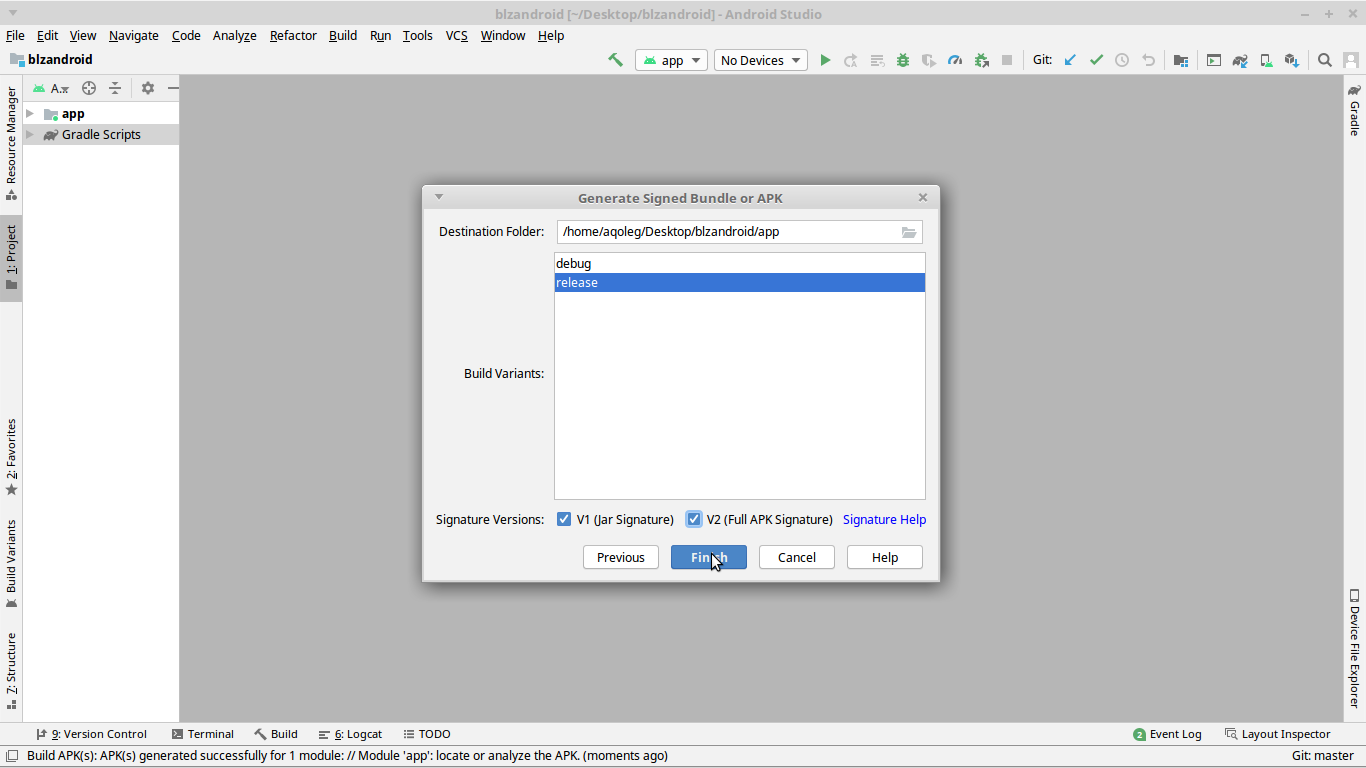 blzandroid [~/Desktop/blzandroid] - Android Studio
File Edit View Navigate Code Analyze Refactor Build Run Tools VCS Window Help
blzandroid
app
No Devices
Git:
Resource Manager
1: Project
2: Favorites
Build Variants
7: Structure
A..
app
Gradle Scripts
Generate Signed Bundle or APK
Destination Folder: /home/aqoleg/Desktop/blzandroid/app
debug
release
Build Variants:
Signature Versions: V1 (Jar Signature) V2 (Full APK Signature) Signature Help
Previous Finish Cancel Help
Gradle
Device File Explorer
9: Version Control Terminal Build 6: Logcat TODO 2 Event Log Layout Inspector
Build APK(s): APK(s) generated successfully for 1 module: // Module 'app': locate or analyze the APK. (moments ago) Git: master